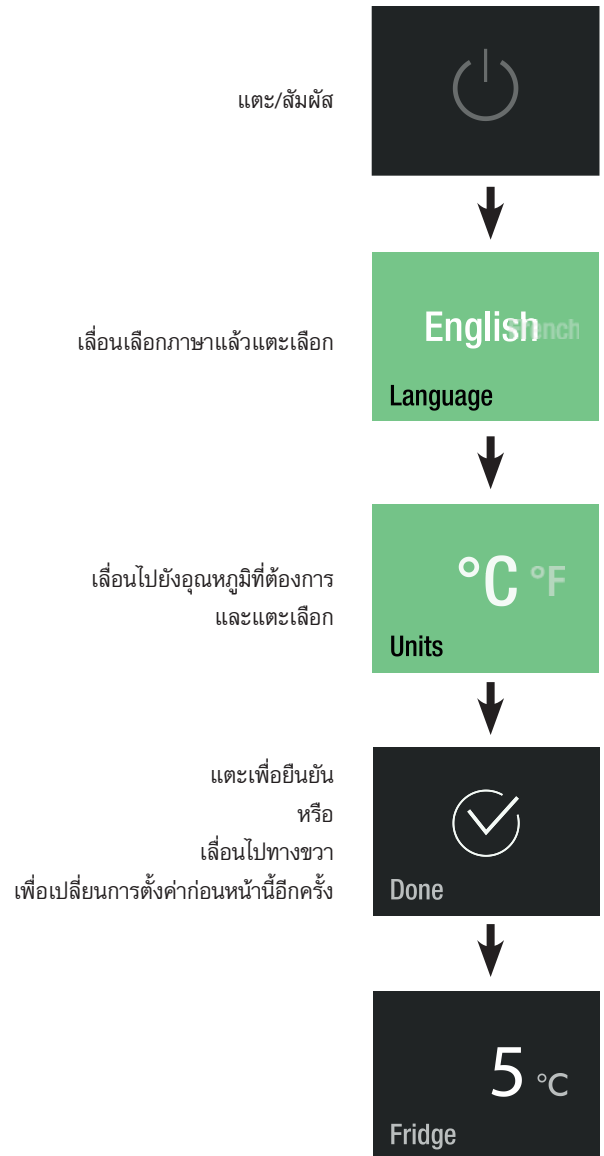 แตะ/สัมผัส
เลื่อนเลือกภาษาแล้วแตะเลือก
English French
Language
เลื่อนไปยังอุณหภูมิที่ต้องการ
และแตะเลือก
°C °F
Units
แตะเพื่อยืนยัน
หรือ
เลื่อนไปทางขวา
เพื่อเปลี่ยนการตั้งค่าก่อนหน้านี้อีกครั้ง
Done
5 °C
Fridge